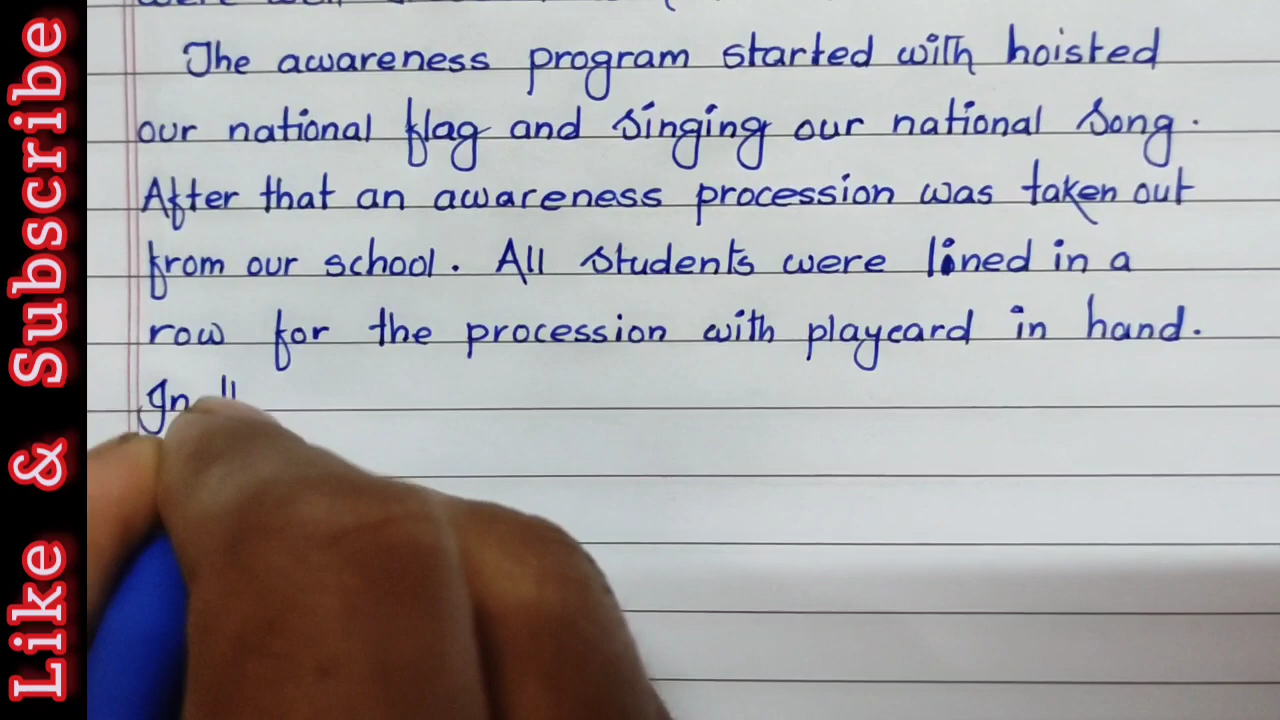 The awareness program started with hoisted
our national flag and singing our national song.
After that an awareness procession was taken out
from our school. All students were lined in a
row for the procession with playcard in hand.
In
Like & Subscribe